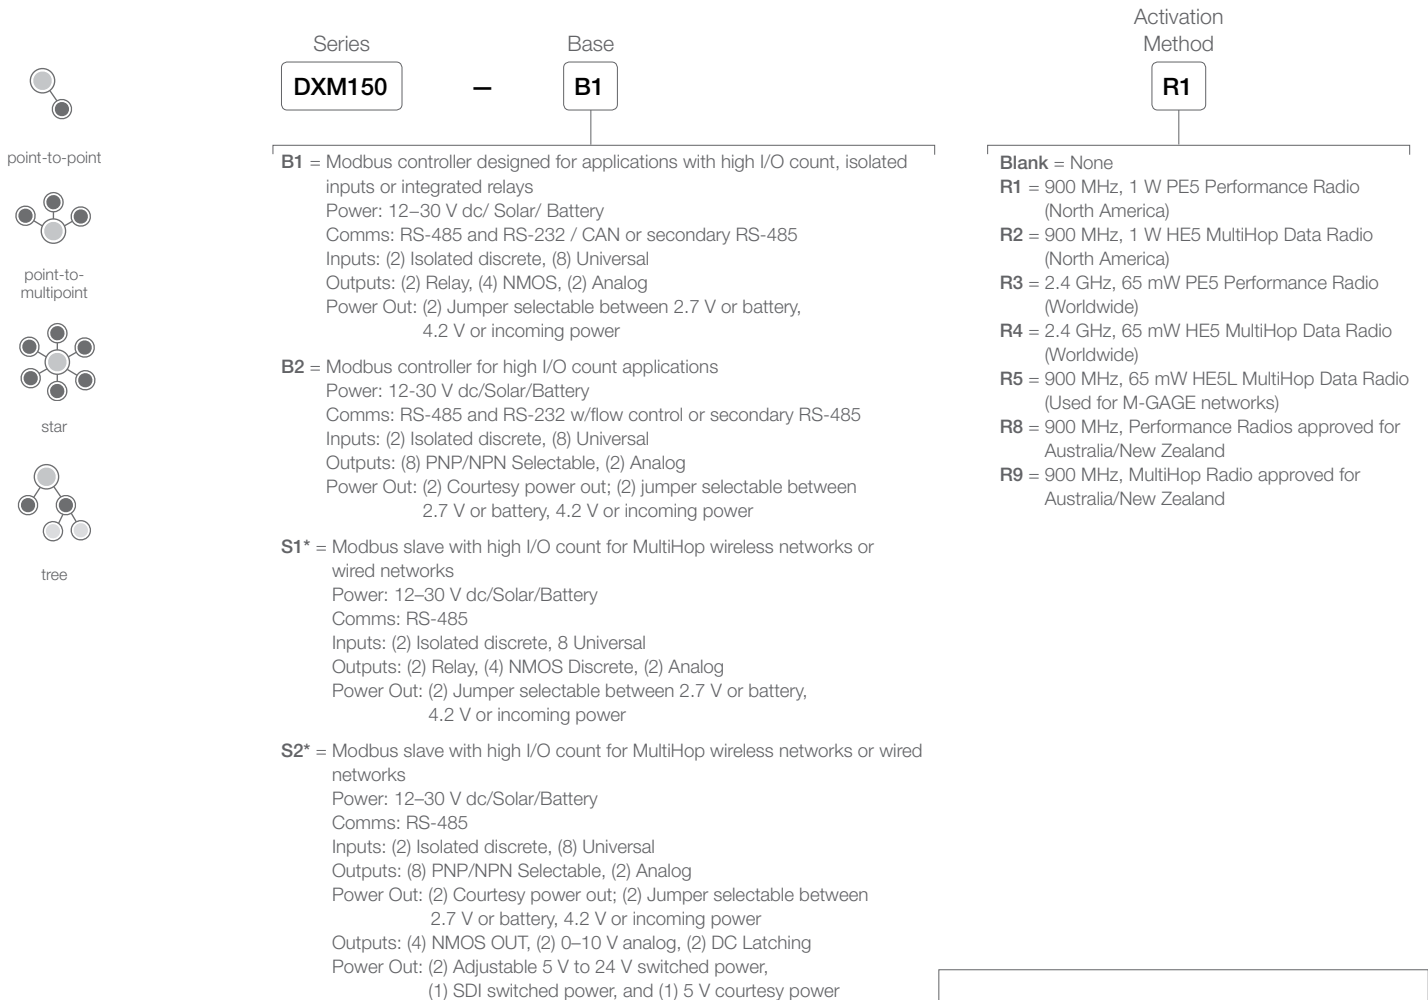 point-to-point
point-to-
multipoint
star
tree
Series
DXM150
–
Base
B1
B1 = Modbus controller designed for applications with high I/O count, isolated
inputs or integrated relays
Power: 12–30 V dc/ Solar/ Battery
Comms: RS-485 and RS-232 / CAN or secondary RS-485
Inputs: (2) Isolated discrete, (8) Universal
Outputs: (2) Relay, (4) NMOS, (2) Analog
Power Out: (2) Jumper selectable between 2.7 V or battery,
4.2 V or incoming power
B2 = Modbus controller for high I/O count applications
Power: 12-30 V dc/Solar/Battery
Comms: RS-485 and RS-232 w/flow control or secondary RS-485
Inputs: (2) Isolated discrete, (8) Universal
Outputs: (8) PNP/NPN Selectable, (2) Analog
Power Out: (2) Courtesy power out; (2) jumper selectable between
2.7 V or battery, 4.2 V or incoming power
S1* = Modbus slave with high I/O count for MultiHop wireless networks or
wired networks
Power: 12–30 V dc/Solar/Battery
Comms: RS-485
Inputs: (2) Isolated discrete, 8 Universal
Outputs: (2) Relay, (4) NMOS Discrete, (2) Analog
Power Out: (2) Jumper selectable between 2.7 V or battery,
4.2 V or incoming power
S2* = Modbus slave with high I/O count for MultiHop wireless networks or wired
networks
Power: 12–30 V dc/Solar/Battery
Comms: RS-485
Inputs: (2) Isolated discrete, (8) Universal
Outputs: (8) PNP/NPN Selectable, (2) Analog
Power Out: (2) Courtesy power out; (2) Jumper selectable between
2.7 V or battery, 4.2 V or incoming power
Outputs: (4) NMOS OUT, (2) 0–10 V analog, (2) DC Latching
Power Out: (2) Adjustable 5 V to 24 V switched power,
(1) SDI switched power, and (1) 5 V courtesy power
Activation
Method
R1
Blank = None
R1 = 900 MHz, 1 W PE5 Performance Radio
(North America)
R2 = 900 MHz, 1 W HE5 MultiHop Data Radio
(North America)
R3 = 2.4 GHz, 65 mW PE5 Performance Radio
(Worldwide)
R4 = 2.4 GHz, 65 mW HE5 MultiHop Data Radio
(Worldwide)
R5 = 900 MHz, 65 mW HE5L MultiHop Data Radio
(Used for M-GAGE networks)
R8 = 900 MHz, Performance Radios approved for
Australia/New Zealand
R9 = 900 MHz, MultiHop Radio approved for
Australia/New Zealand